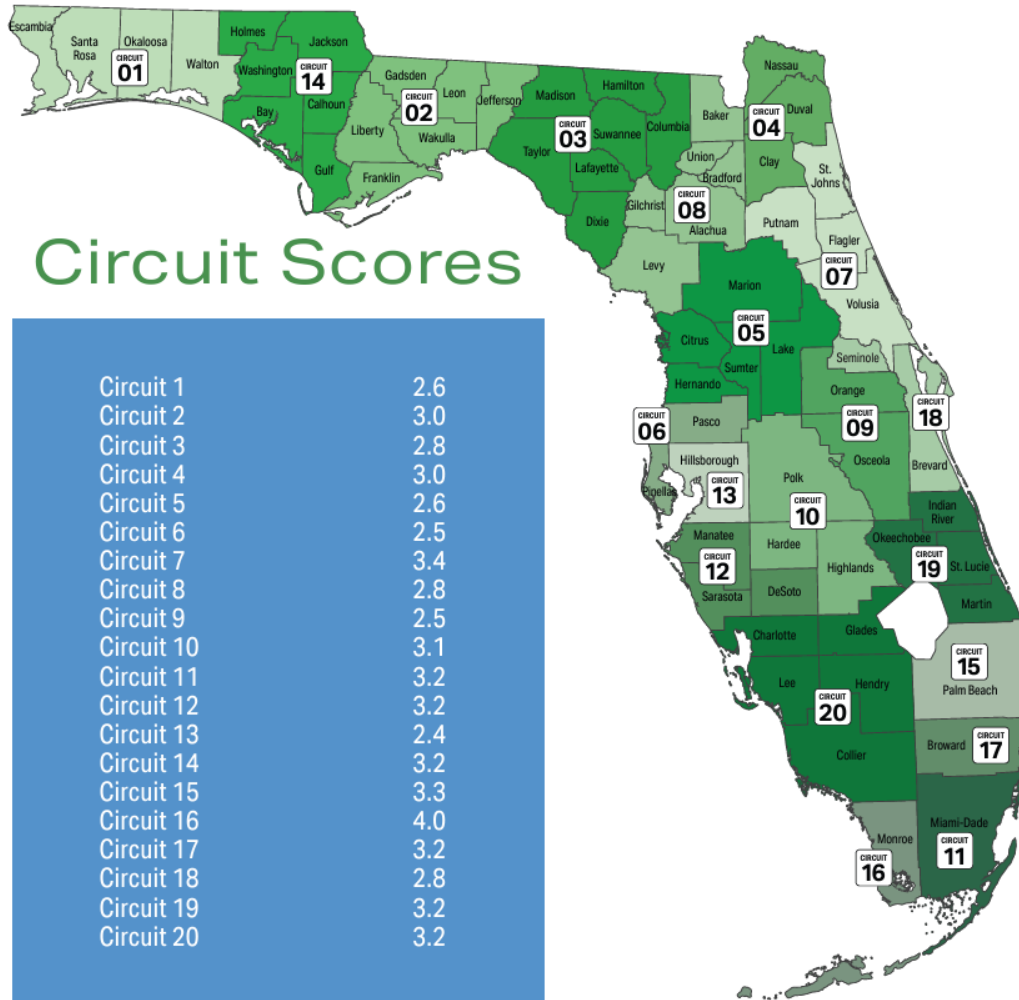 Escambia
Santa
Rosa
Okaloosa
Walton
CIRCUIT
01
Holmes
Jackson
Washington
CIRCUIT
14
Bay
Calhoun
Gulf
Gadsden
Leon
Jefferson
CIRCUIT
02
Liberty
Wakulla
Franklin
Madison
Hamilton
CIRCUIT
03
Suwannee
Columbia
Taylor
Lafayette
Dixie
Nassau
Baker
Duval
CIRCUIT
04
Clay
Union
Bradford
St.
Johns
Gilchrist
CIRCUIT
08
Alachua
Putnam
Levy
Flagler
CIRCUIT
07
Volusia
Marion
CIRCUIT
05
Citrus
Lake
Sumter
Hernando
Seminole
Orange
CIRCUIT
09
Osceola
CIRCUIT
18
Brevard
CIRCUIT
06
Pasco
Pinellas
Hillsborough
CIRCUIT
13
Polk
CIRCUIT
10
Indian
River
Manatee
Hardee
Okeechobee
CIRCUIT
12
Highlands
CIRCUIT
19
St. Lucie
Sarasota
DeSoto
Martin
Charlotte
Glades
CIRCUIT
15
Palm Beach
Lee
Hendry
CIRCUIT
20
Collier
Broward
CIRCUIT
17
Monroe
Miami-Dade
CIRCUIT
11
CIRCUIT
16
Circuit Scores
Circuit 1 2.6
Circuit 2 3.0
Circuit 3 2.8
Circuit 4 3.0
Circuit 5 2.6
Circuit 6 2.5
Circuit 7 3.4
Circuit 8 2.8
Circuit 9 2.5
Circuit 10 3.1
Circuit 11 3.2
Circuit 12 3.2
Circuit 13 2.4
Circuit 14 3.2
Circuit 15 3.3
Circuit 16 4.0
Circuit 17 3.2
Circuit 18 2.8
Circuit 19 3.2
Circuit 20 3.2